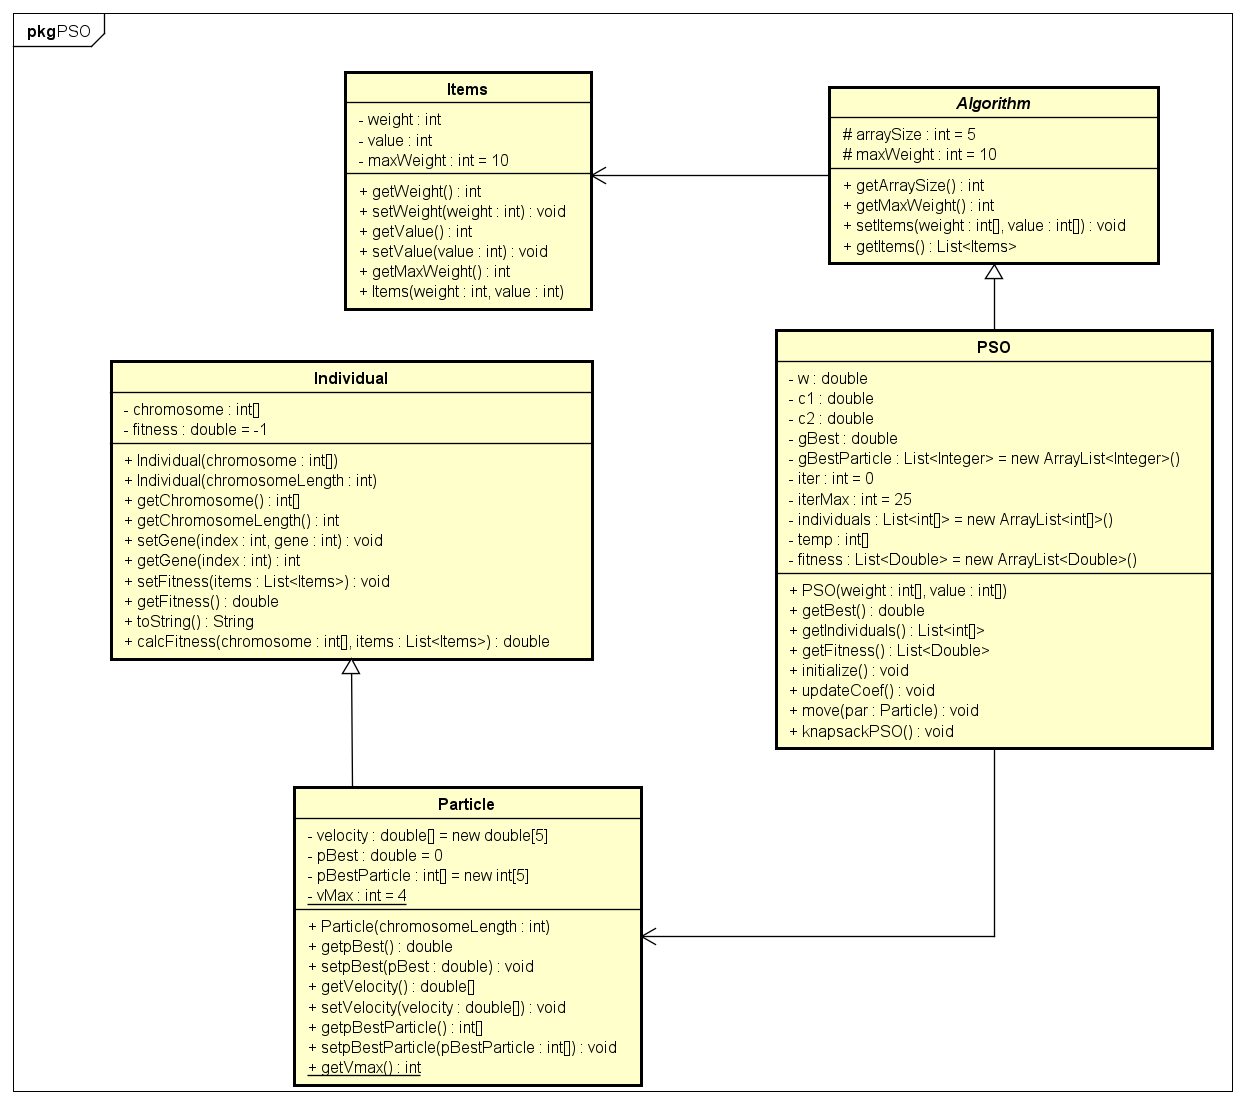 pkg PSO
Items
- weight : int
- value : int
- maxWeight : int = 10
+ getWeight() : int
+ setWeight(weight : int) : void
+ getValue() : int
+ setValue(value : int) : void
+ getMaxWeight() : int
+ Items(weight : int, value : int)
Algorithm
# arraySize : int = 5
# maxWeight : int = 10
+ getArraySize() : int
+ getMaxWeight() : int
+ setItems(weight : int[], value : int[]) : void
+ getItems() : List<Items>
Individual
- chromosome : int[]
- fitness : double = -1
+ Individual(chromosome : int[])
+ Individual(chromosomeLength : int)
+ getChromosome() : int[]
+ getChromosomeLength() : int
+ setGene(index : int, gene : int) : void
+ getGene(index : int) : int
+ setFitness(items : List<Items>) : void
+ getFitness() : double
+ toString() : String
+ calcFitness(chromosome : int[], items : List<Items>) : double
PSO
- w : double
- c1 : double
- c2 : double
- gBest : double
- gBestParticle : List<Integer> = new ArrayList<Integer>()
- iter : int = 0
- iterMax : int = 25
- individuals : List<int[]> = new ArrayList<int[]>()
- temp : int[]
- fitness : List<Double> = new ArrayList<Double>()
+ PSO(weight : int[], value : int[])
+ getBest() : double
+ getIndividuals() : List<int[]>
+ getFitness() : List<Double>
+ initialize() : void
+ updateCoef() : void
+ move(par : Particle) : void
+ knapsackPSO() : void
Particle
- velocity : double[] = new double[5]
- pBest : double = 0
- pBestParticle : int[] = new int[5]
- vMax : int = 4
+ Particle(chromosomeLength : int)
+ getpBest() : double
+ setpBest(pBest : double) : void
+ getVelocity() : double[]
+ setVelocity(velocity : double[]) : void
+ getpBestParticle() : int[]
+ setpBestParticle(pBestParticle : int[]) : void
+ getVmax() : int